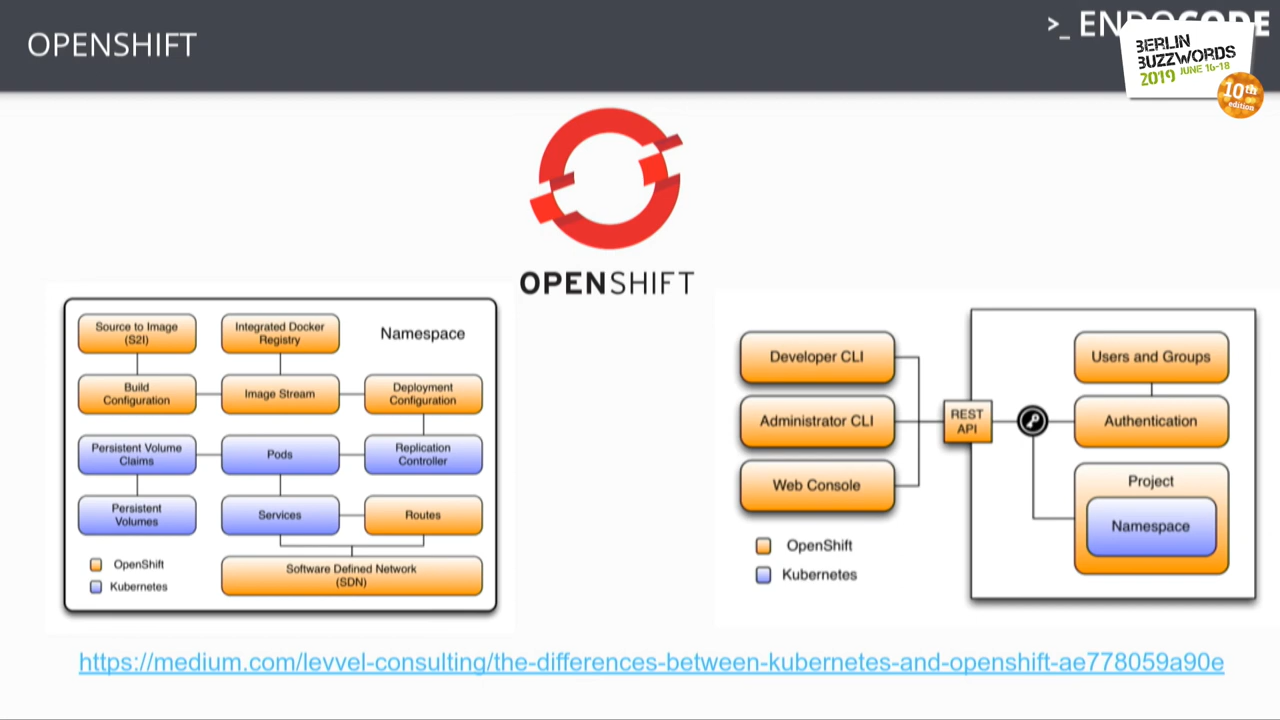 OPENSHIFT
>_ EN
CODE
BERLIN
BUZZWORDS
2019 JUNE 16-18
10th
edition
OPENSHIFT
Source to Image
(S2I)
Integrated Docker
Registry
Namespace
Build
Configuration
Image Stream
Deployment
Configuration
Persistent Volume
Claims
Pods
Replication
Controller
Persistent
Volumes
Services
Routes
OpenShift
Kubernetes
Software Defined Network
(SDN)
Developer CLI
Administrator CLI
Web Console
REST
API
Users and Groups
Authentication
Project
Namespace
OpenShift
Kubernetes
https://medium.com/levvel-consulting/the-differences-between-kubernetes-and-openshift-ae778059a90e